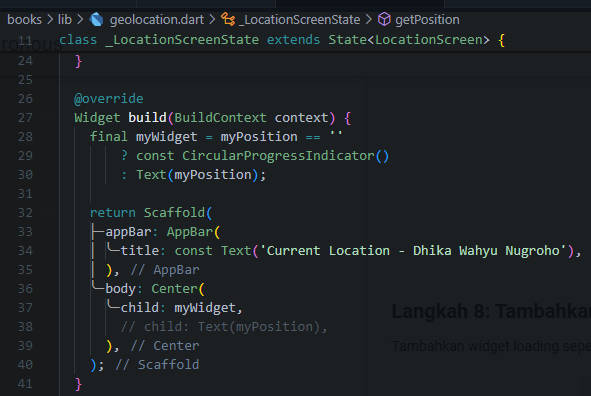 books > lib > geolocation.dart > _LocationScreenState > getPosition
11 class _LocationScreenState extends State<LocationScreen> {
24 }
25
26 @override
27 Widget build(BuildContext context) {
28 final myWidget = myPosition == ''
29 ? const CircularProgressIndicator()
30 : Text(myPosition);
31
32 return Scaffold(
33 appBar: AppBar(
34 title: const Text('Current Location - Dhika Wahyu Nugroho'),
35 ), // AppBar
36 body: Center(
37 child: myWidget,
38 // child: Text(myPosition),
39 ), // Center
40 ); // Scaffold
41 }
Langkah 8: Tambahkan
Tambahkan widget loading sepe